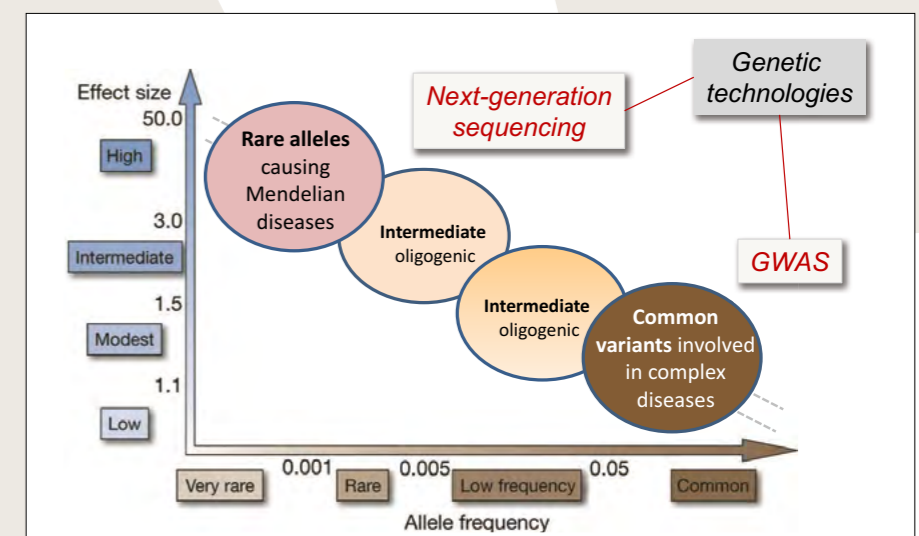 Genetic
technologies
Next-generation
sequencing
GWAS
Effect size
50.0
High
3.0
Intermediate
1.5
Modest
1.1
Low
Rare alleles
causing
Mendelian
diseases
Intermediate
oligogenic
Intermediate
oligogenic
Common
variants involved
in complex
diseases
0.001
0.005
0.05
Very rare
Rare
Low frequency
Common
Allele frequency